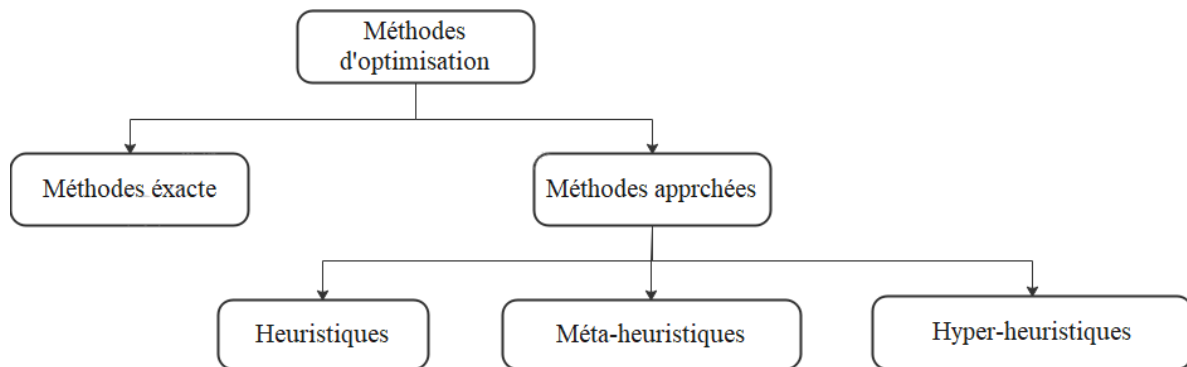 Méthodes
d'optimisation
Méthodes éxacte
Méthodes apprchées
Heuristiques
Méta-heuristiques
Hyper-heuristiques